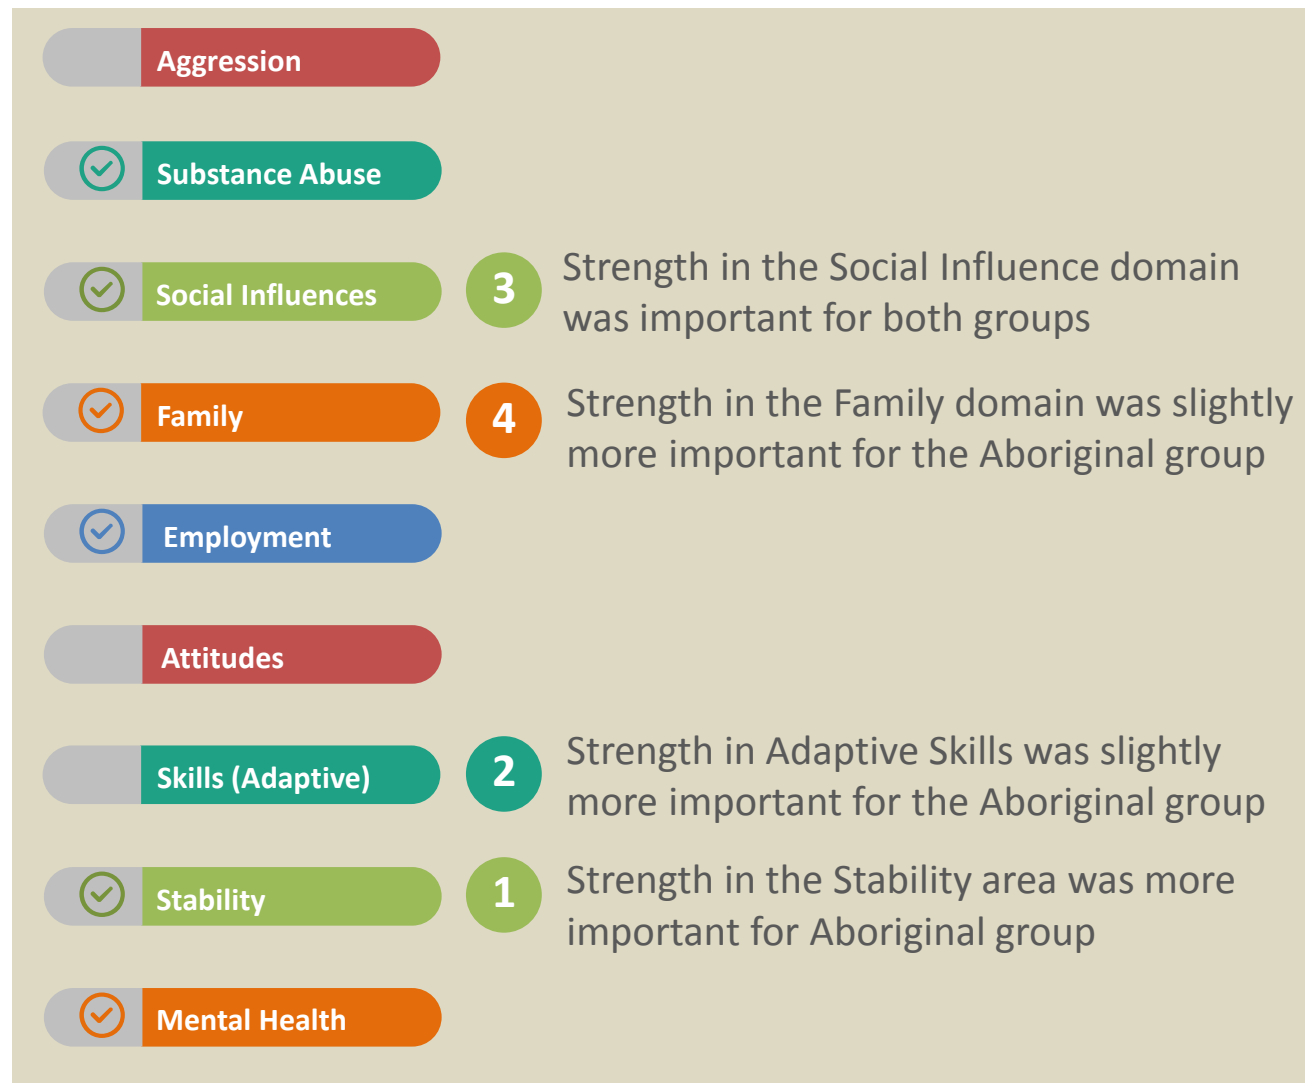 Aggression
Substance Abuse
Social Influences
3
Strength in the Social Influence domain
was important for both groups
Family
4
Strength in the Family domain was slightly
more important for the Aboriginal group
Employment
Attitudes
Skills (Adaptive)
2
Strength in Adaptive Skills was slightly
more important for the Aboriginal group
Stability
1
Strength in the Stability area was more
important for Aboriginal group
Mental Health